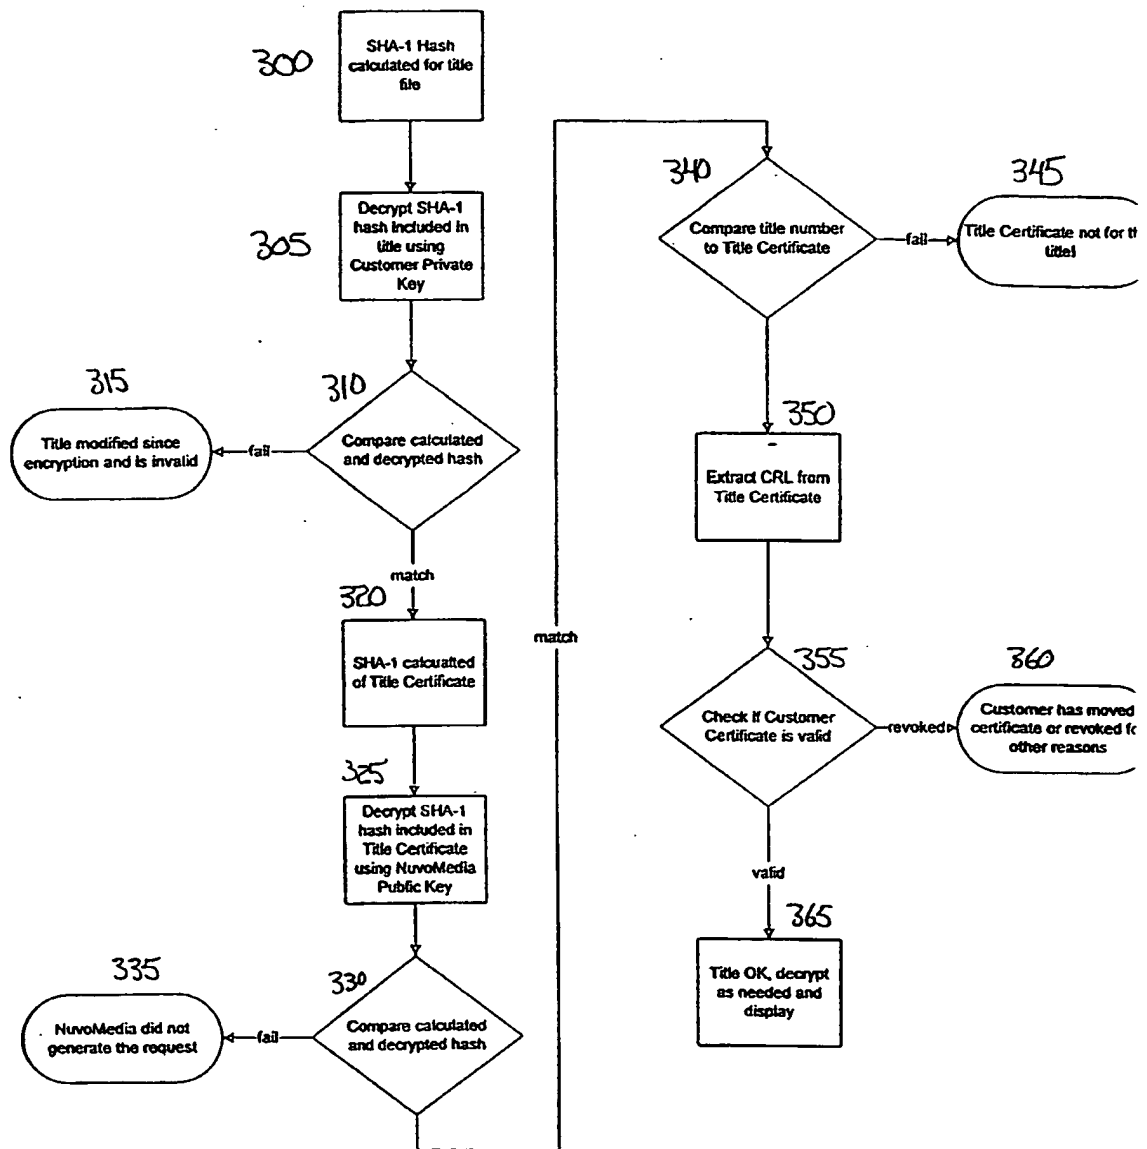 300
SHA-1 Hash
calculated for title
file
305
Decrypt SHA-1
hash included in
title using
Customer Private
Key
315
310
Title modified since
encryption and is invalid
fail
Compare calculated
and decrypted hash
match
320
SHA-1 calcualted
of Title Certificate
325
Decrypt SHA-1
hash included in
Title Certificate
using NuvoMedia
Public Key
335
330
NuvoMedia did not
generate the request
fail
Compare calculated
and decrypted hash
match
340
Compare title number
to Title Certificate
fail
345
Title Certificate not for th
title!
350
Extract CRL from
Title Certificate
355
Check if Customer
Certificate is valid
revoked
360
Customer has moved
certificate or revoked fo
other reasons
valid
365
Title OK, decrypt
as needed and
display